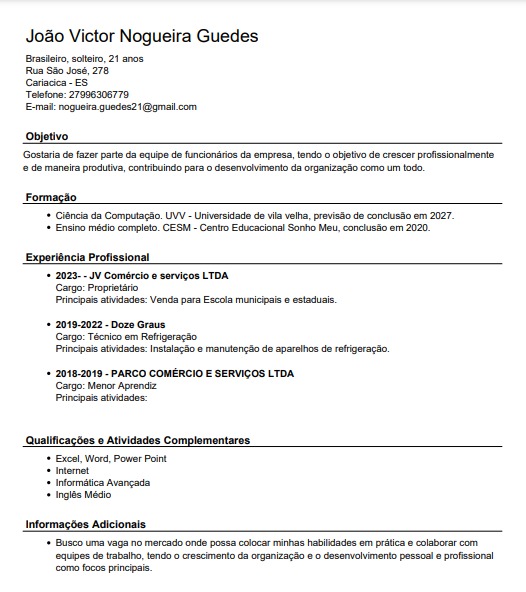 João Victor Nogueira Guedes
Brasileiro, solteiro, 21 anos
Rua São José, 278
Cariacica - ES
Telefone: 27996306779
E-mail: nogueira.guedes21@gmail.com
Objetivo
Gostaria de fazer parte da equipe de funcionários da empresa, tendo o objetivo de crescer profissionalmente
e de maneira produtiva, contribuindo para o desenvolvimento da organização como um todo.
Formação
• Ciência da Computação. UVV - Universidade de vila velha, previsão de conclusão em 2027.
• Ensino médio completo. CESM - Centro Educacional Sonho Meu, conclusão em 2020.
Experiência Profissional
• 2023- - JV Comércio e serviços LTDA
Cargo: Proprietário
Principais atividades: Venda para Escola municipais e estaduais.
• 2019-2022 - Doze Graus
Cargo: Técnico em Refrigeração
Principais atividades: Instalação e manutenção de aparelhos de refrigeração.
• 2018-2019 - PARCO COMÉRCIO E SERVIÇOS LTDA
Cargo: Menor Aprendiz
Principais atividades:
Qualificações e Atividades Complementares
• Excel, Word, Power Point
• Internet
• Informática Avançada
• Inglês Médio
Informações Adicionais
• Busco uma vaga no mercado onde possa colocar minhas habilidades em prática e colaborar com
equipes de trabalho, tendo o crescimento da organização e o desenvolvimento pessoal e profissional
como focos principais.